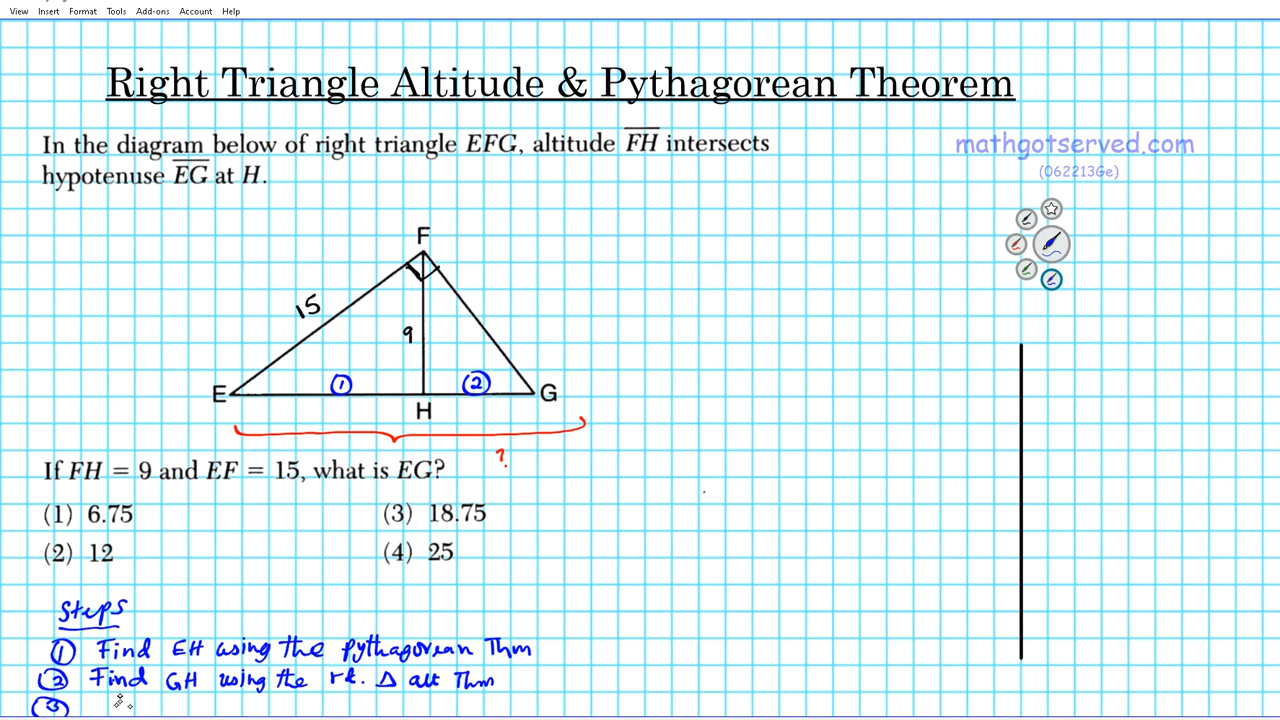 View Insert Format Tools Add-ons Account Help
Right Triangle Altitude & Pythagorean Theorem
In the diagram below of right triangle EFG, altitude FH intersects
hypotenuse EG at H.
mathgotserved.com
(062213Ge)
F
15
9
E
1
2
G
H
?
If FH = 9 and EF = 15, what is EG?
(1) 6.75
(3) 18.75
(2) 12
(4) 25
Steps
1 Find EH using the pythagorean Thm
2 Find GH using the rt. Δ alt Thm
3